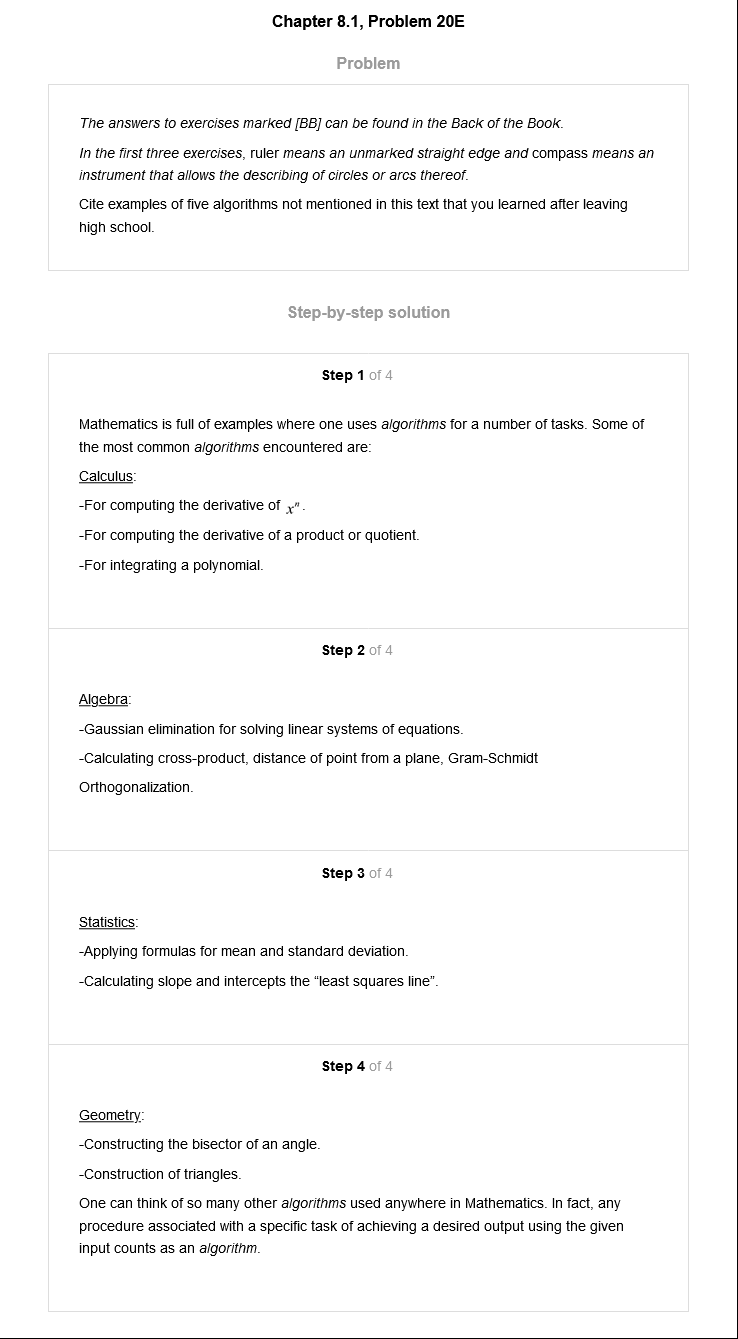 Chapter 8.1, Problem 20E
Problem
The answers to exercises marked [BB] can be found in the Back of the Book.
In the first three exercises, ruler means an unmarked straight edge and compass means an
instrument that allows the describing of circles or arcs thereof.
Cite examples of five algorithms not mentioned in this text that you learned after leaving
high school.
Step-by-step solution
Step 1 of 4
Mathematics is full of examples where one uses algorithms for a number of tasks. Some of
the most common algorithms encountered are:
Calculus:
-For computing the derivative of xⁿ.
-For computing the derivative of a product or quotient.
-For integrating a polynomial.
Step 2 of 4
Algebra:
-Gaussian elimination for solving linear systems of equations.
-Calculating cross-product, distance of point from a plane, Gram-Schmidt
Orthogonalization.
Step 3 of 4
Statistics:
-Applying formulas for mean and standard deviation.
-Calculating slope and intercepts the “least squares line”.
Step 4 of 4
Geometry:
-Constructing the bisector of an angle.
-Construction of triangles.
One can think of so many other algorithms used anywhere in Mathematics. In fact, any
procedure associated with a specific task of achieving a desired output using the given
input counts as an algorithm.